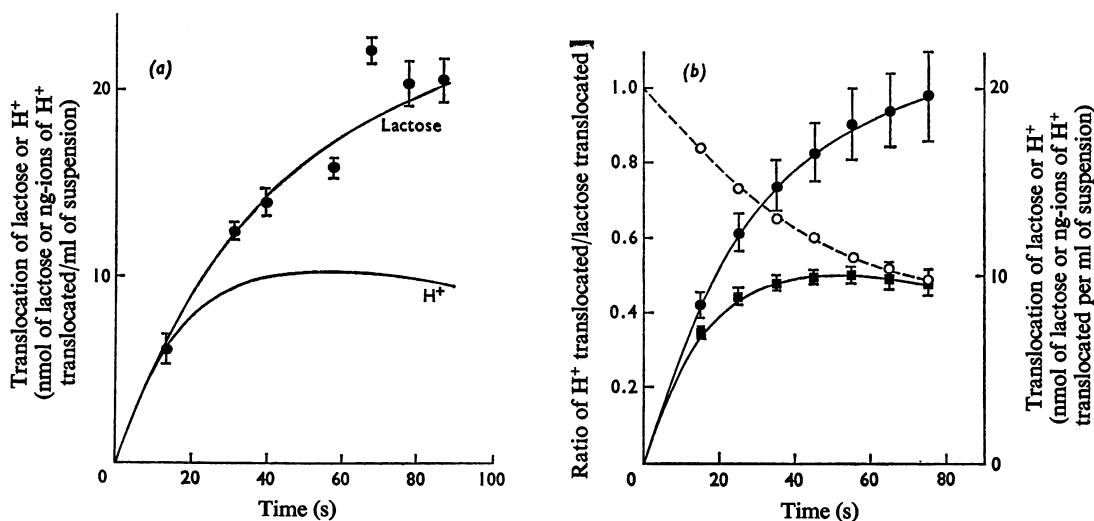 Translocation of lactose or H+
(nmol of lactose or ng-ions of H+
translocated/ml of suspension)
20
10
0
(a)
Lactose
H+
20
40
60
80
100
Time (s)
Ratio of H+ translocated/lactose translocated
1.0
0.8
0.6
0.4
0.2
0
(b)
20
40
60
80
Time (s)
20
10
0
Translocation of lactose or H+
(nmol of lactose or ng-ions of H+
translocated per ml of suspension)